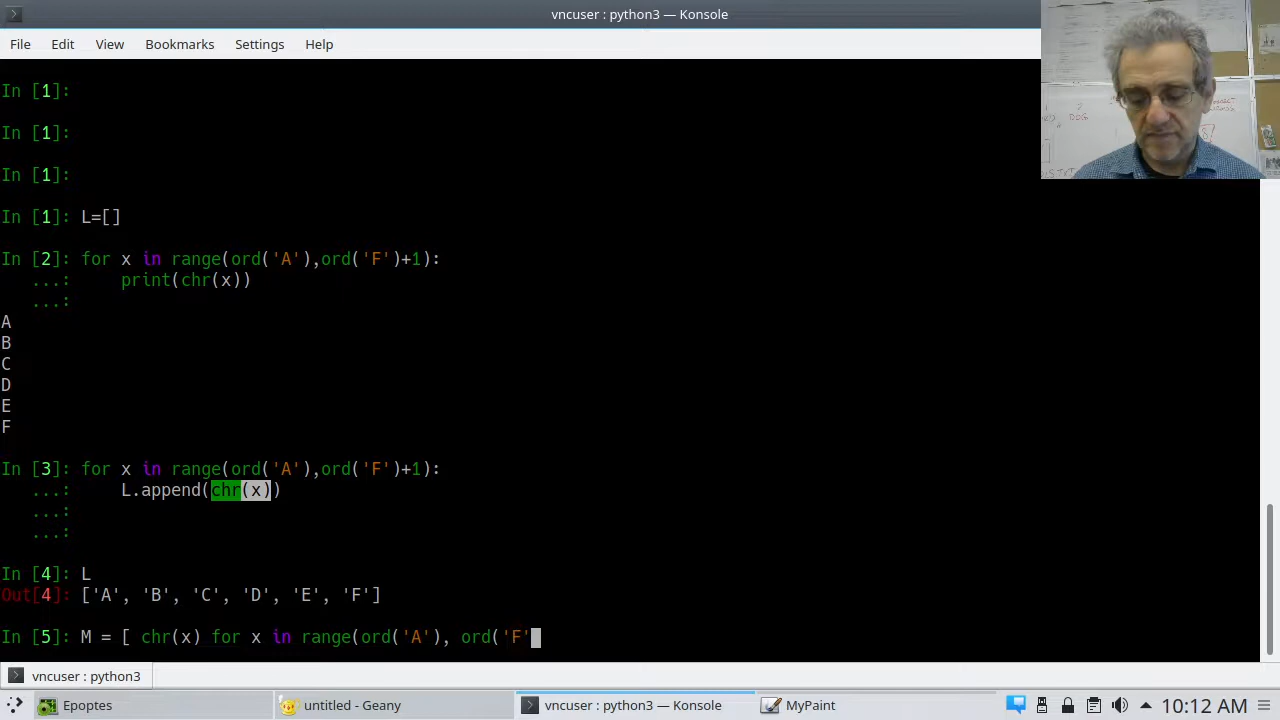 vncuser : python3 — Konsole
File Edit View Bookmarks Settings Help
In [1]:
In [1]:
In [1]:
In [1]: L=[]
In [2]: for x in range(ord('A'),ord('F')+1):
...: print(chr(x))
...:
A
B
C
D
E
F
In [3]: for x in range(ord('A'),ord('F')+1):
...: L.append(chr(x))
...:
...:
In [4]: L
Out[4]: ['A', 'B', 'C', 'D', 'E', 'F']
In [5]: M = [ chr(x) for x in range(ord('A'), ord('F'
vncuser : python3
Epoptes untitled - Geany vncuser : python3 — Konsole MyPaint 10:12 AM